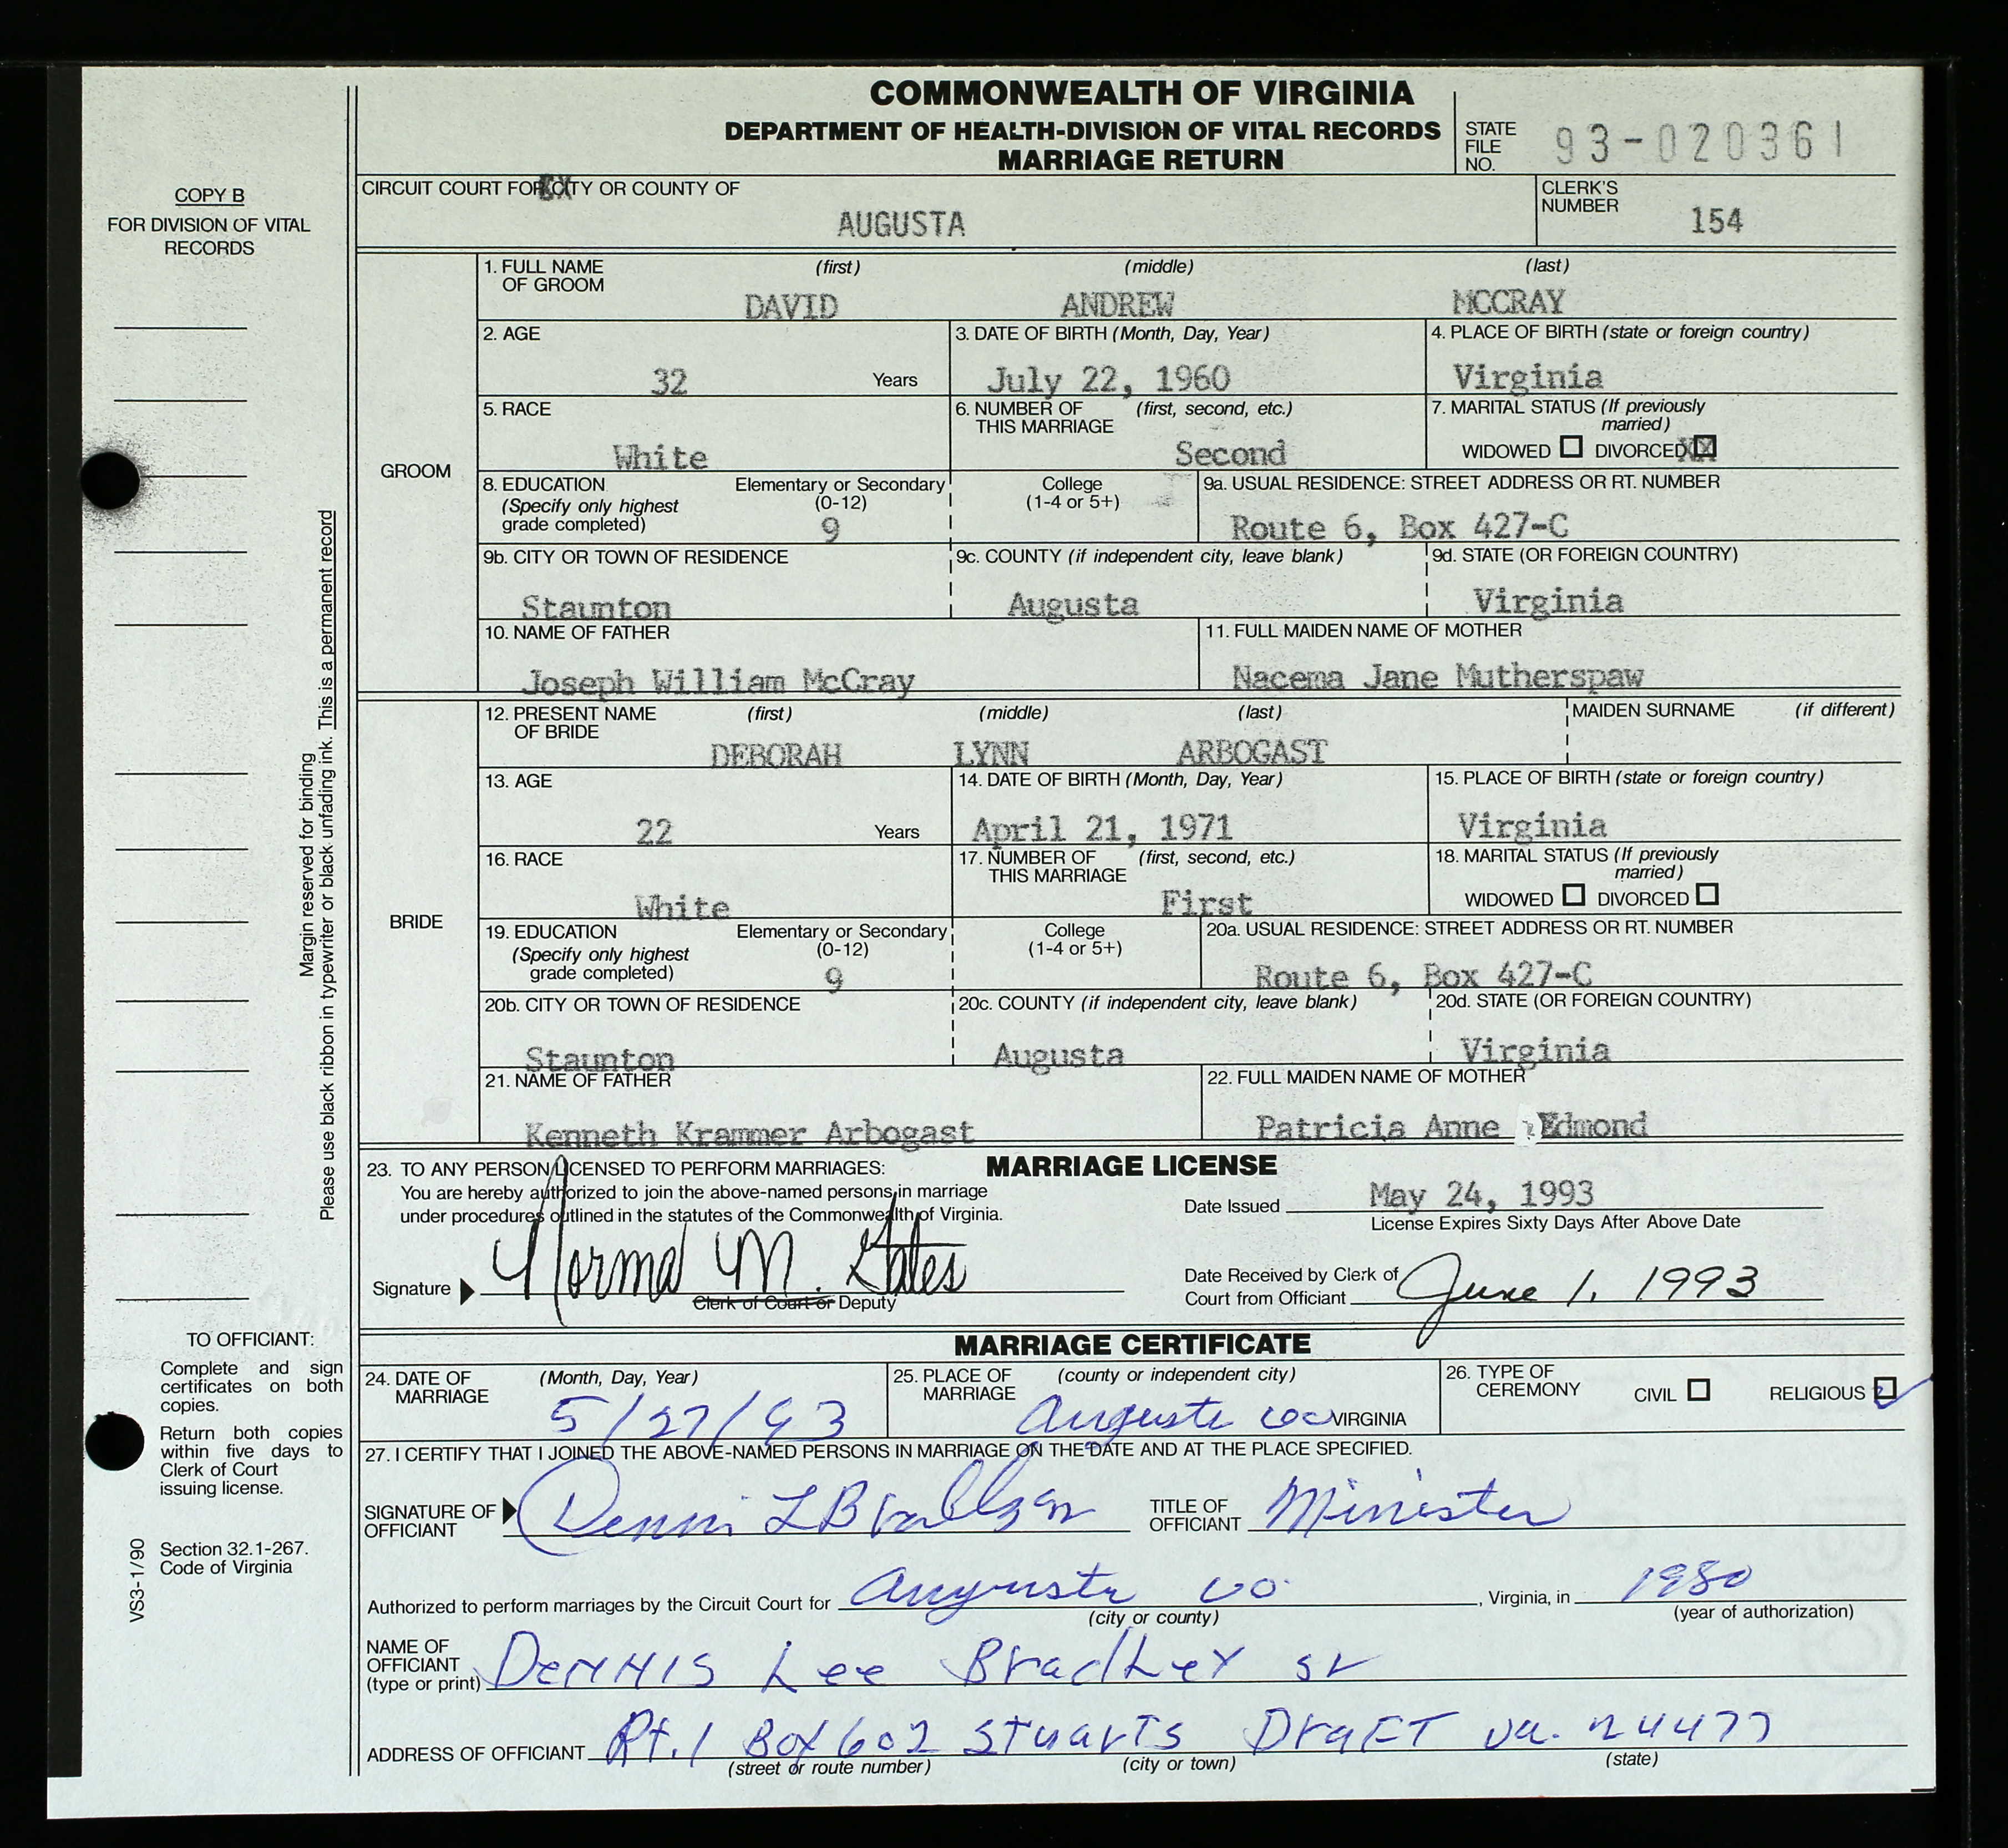 COMMONWEALTH OF VIRGINIA
DEPARTMENT OF HEALTH-DIVISION OF VITAL RECORDS
MARRIAGE RETURN
STATE FILE NO. 93-020361
COPY B
FOR DIVISION OF VITAL
RECORDS
CIRCUIT COURT FOR CITY OR COUNTY OF
AUGUSTA
CLERK'S NUMBER 154
GROOM
1. FULL NAME OF GROOM (first) (middle) (last)
DAVID ANDREW MCCRAY
2. AGE 3. DATE OF BIRTH (Month, Day, Year) 4. PLACE OF BIRTH (state or foreign country)
32 Years July 22, 1960 Virginia
5. RACE 6. NUMBER OF THIS MARRIAGE (first, second, etc.) 7. MARITAL STATUS (If previously married)
White Second WIDOWED DIVORCED XX
8. EDUCATION (Specify only highest grade completed) Elementary or Secondary (0-12) College (1-4 or 5+) 9a. USUAL RESIDENCE: STREET ADDRESS OR RT. NUMBER
9 Route 6, Box 427-C
9b. CITY OR TOWN OF RESIDENCE 9c. COUNTY (if independent city, leave blank) 9d. STATE (OR FOREIGN COUNTRY)
Staunton Augusta Virginia
10. NAME OF FATHER 11. FULL MAIDEN NAME OF MOTHER
Joseph William McCray Nacema Jane Mutherspaw
BRIDE
12. PRESENT NAME OF BRIDE (first) (middle) (last) MAIDEN SURNAME (if different)
DEBORAH LYNN ARBOGAST
13. AGE 14. DATE OF BIRTH (Month, Day, Year) 15. PLACE OF BIRTH (state or foreign country)
22 Years April 21, 1971 Virginia
16. RACE 17. NUMBER OF THIS MARRIAGE (first, second, etc.) 18. MARITAL STATUS (If previously married)
White First WIDOWED DIVORCED
19. EDUCATION (Specify only highest grade completed) Elementary or Secondary (0-12) College (1-4 or 5+) 20a. USUAL RESIDENCE: STREET ADDRESS OR RT. NUMBER
9 Route 6, Box 427-C
20b. CITY OR TOWN OF RESIDENCE 20c. COUNTY (if independent city, leave blank) 20d. STATE (OR FOREIGN COUNTRY)
Staunton Augusta Virginia
21. NAME OF FATHER 22. FULL MAIDEN NAME OF MOTHER
Kenneth Krammer Arbogast Patricia Anne Edmond
Margin reserved for binding
Please use black ribbon in typewriter or black unfading ink. This is a permanent record
23. TO ANY PERSON LICENSED TO PERFORM MARRIAGES: MARRIAGE LICENSE
You are hereby authorized to join the above-named persons in marriage
under procedures outlined in the statutes of the Commonwealth of Virginia.
Date Issued May 24, 1993
License Expires Sixty Days After Above Date
Signature Norma M. Gates
Clerk of Court or Deputy
Date Received by Clerk of
Court from Officiant June 1, 1993
MARRIAGE CERTIFICATE
24. DATE OF MARRIAGE (Month, Day, Year) 25. PLACE OF MARRIAGE (county or independent city) 26. TYPE OF CEREMONY CIVIL RELIGIOUS
5/27/93 Augusta co VIRGINIA
27. I CERTIFY THAT I JOINED THE ABOVE-NAMED PERSONS IN MARRIAGE ON THE DATE AND AT THE PLACE SPECIFIED.
SIGNATURE OF OFFICIANT Dennis L Bradley Sr TITLE OF OFFICIANT Minister
Authorized to perform marriages by the Circuit Court for Augusta co , Virginia, in 1980
(city or county) (year of authorization)
NAME OF OFFICIANT (type or print) DENNIS Lee BradLeY sr
ADDRESS OF OFFICIANT Rt. 1 Box 602 Stuarts Draft va. 24477
(street or route number) (city or town) (state)
TO OFFICIANT:
Complete and sign
certificates on both
copies.
Return both copies
within five days to
Clerk of Court
issuing license.
Section 32.1-267.
Code of Virginia
VS3-1/90